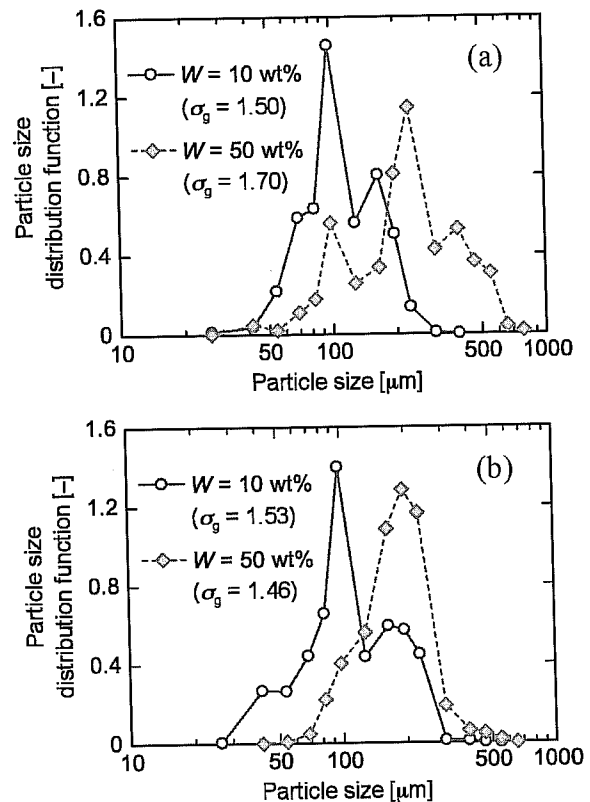 1.6
(a)
W = 10 wt%
(σg = 1.50)
1.2
W = 50 wt%
(σg = 1.70)
0.8
0.4
0
10
50
100
500
1000
Particle size
distribution function [–]
Particle size [μm]
1.6
(b)
W = 10 wt%
(σg = 1.53)
1.2
W = 50 wt%
(σg = 1.46)
0.8
0.4
0
10
50
100
500
1000
Particle size
distribution function [–]
Particle size [μm]